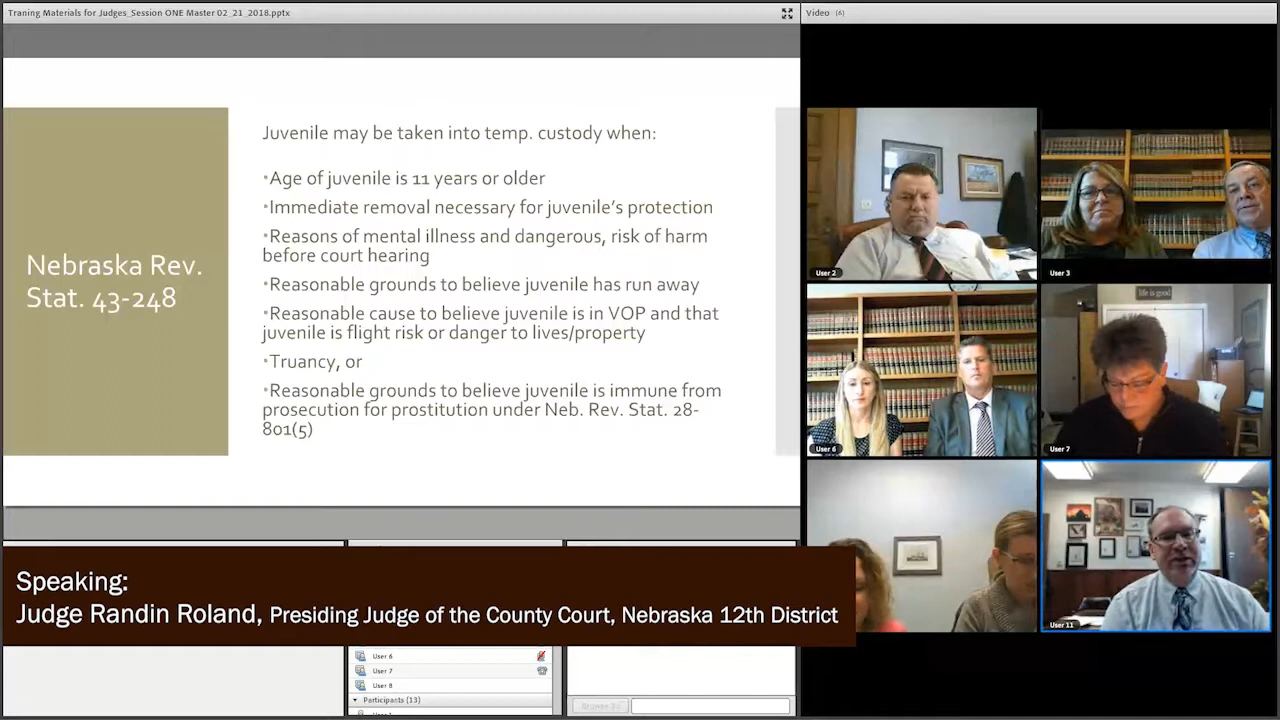 Traning Materials for Judges_Session ONE Master 02_21_2018.pptx
Video (6)
Nebraska Rev.
Stat. 43-248
Juvenile may be taken into temp. custody when:
•Age of juvenile is 11 years or older
•Immediate removal necessary for juvenile's protection
•Reasons of mental illness and dangerous, risk of harm
before court hearing
•Reasonable grounds to believe juvenile has run away
•Reasonable cause to believe juvenile is in VOP and that
juvenile is flight risk or danger to lives/property
•Truancy, or
•Reasonable grounds to believe juvenile is immune from
prosecution for prostitution under Neb. Rev. Stat. 28-
801(5)
User 2
User 3
life is good
User 6
User 7
User 11
Speaking:
Judge Randin Roland, Presiding Judge of the County Court, Nebraska 12th District
User 6
User 7
User 8
Participants (13)